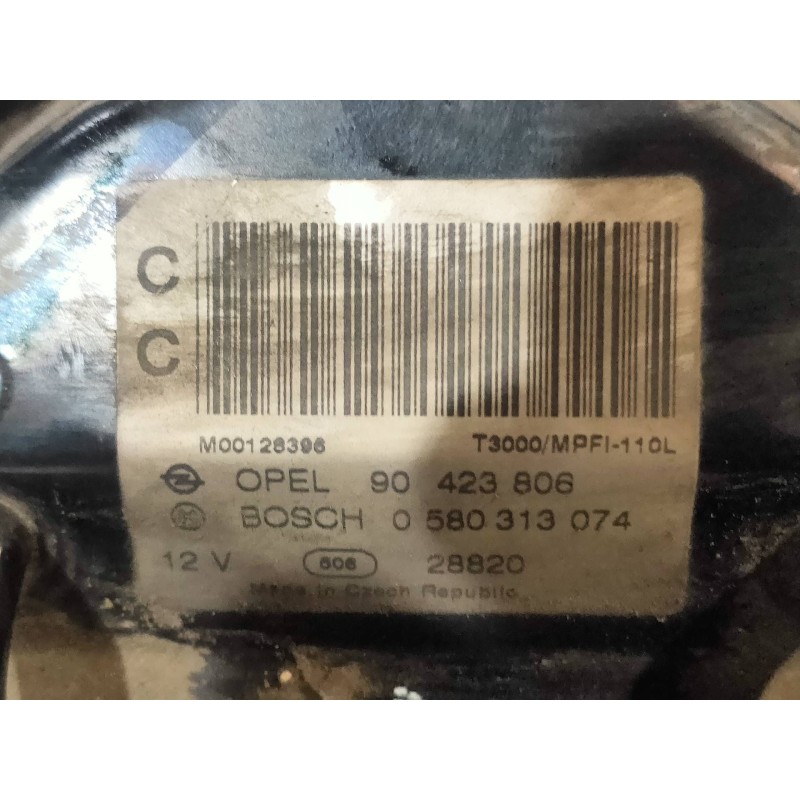 C
C
M00128396 T3000/MPFI-110L
OPEL 90 423 806
BOSCH 0 580 313 074
12 V 606 28820
Made in Czech Republic